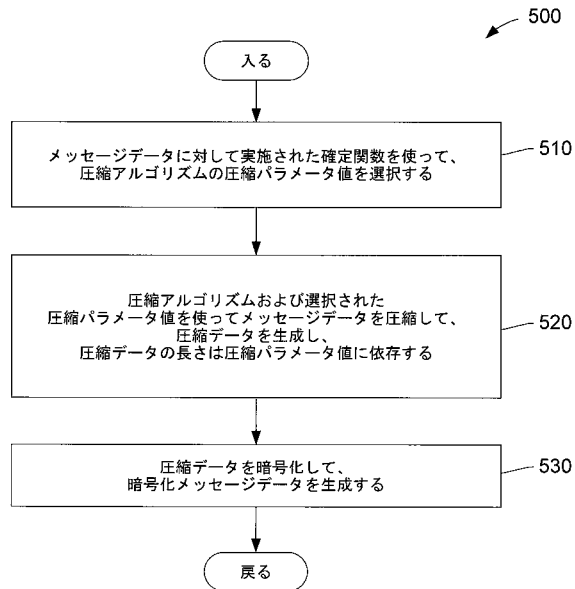 500
入る
メッセージデータに対して実施された確定関数を使って、
圧縮アルゴリズムの圧縮パラメータ値を選択する
510
圧縮アルゴリズムおよび選択された
圧縮パラメータ値を使ってメッセージデータを圧縮して、
圧縮データを生成し、
圧縮データの長さは圧縮パラメータ値に依存する
520
圧縮データを暗号化して、
暗号化メッセージデータを生成する
530
戻る